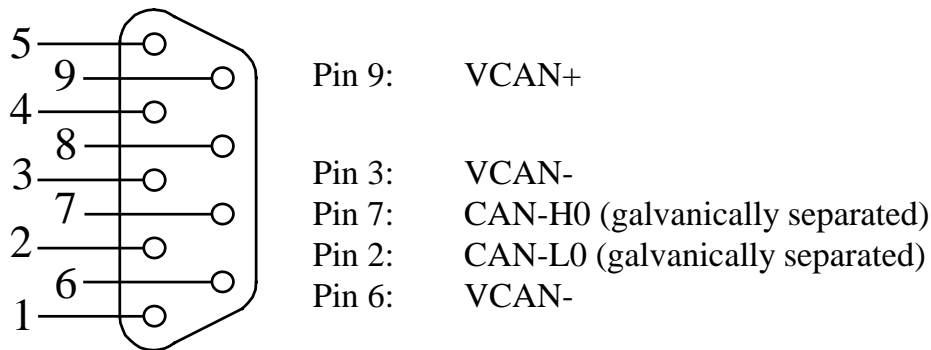 5
9 Pin 9: VCAN+
4
8
3 Pin 3: VCAN-
7 Pin 7: CAN-H0 (galvanically separated)
2 Pin 2: CAN-L0 (galvanically separated)
6 Pin 6: VCAN-
1